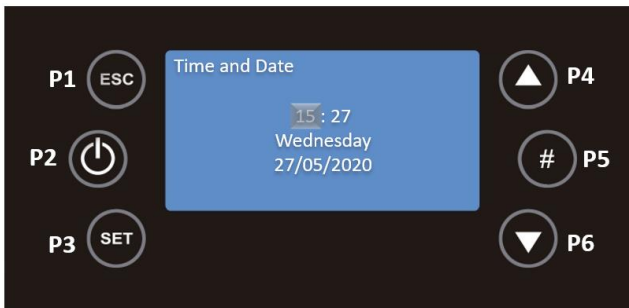 P1 ESC
P2
P3 SET
Time and Date
15 : 27
Wednesday
27/05/2020
P4
# P5
P6